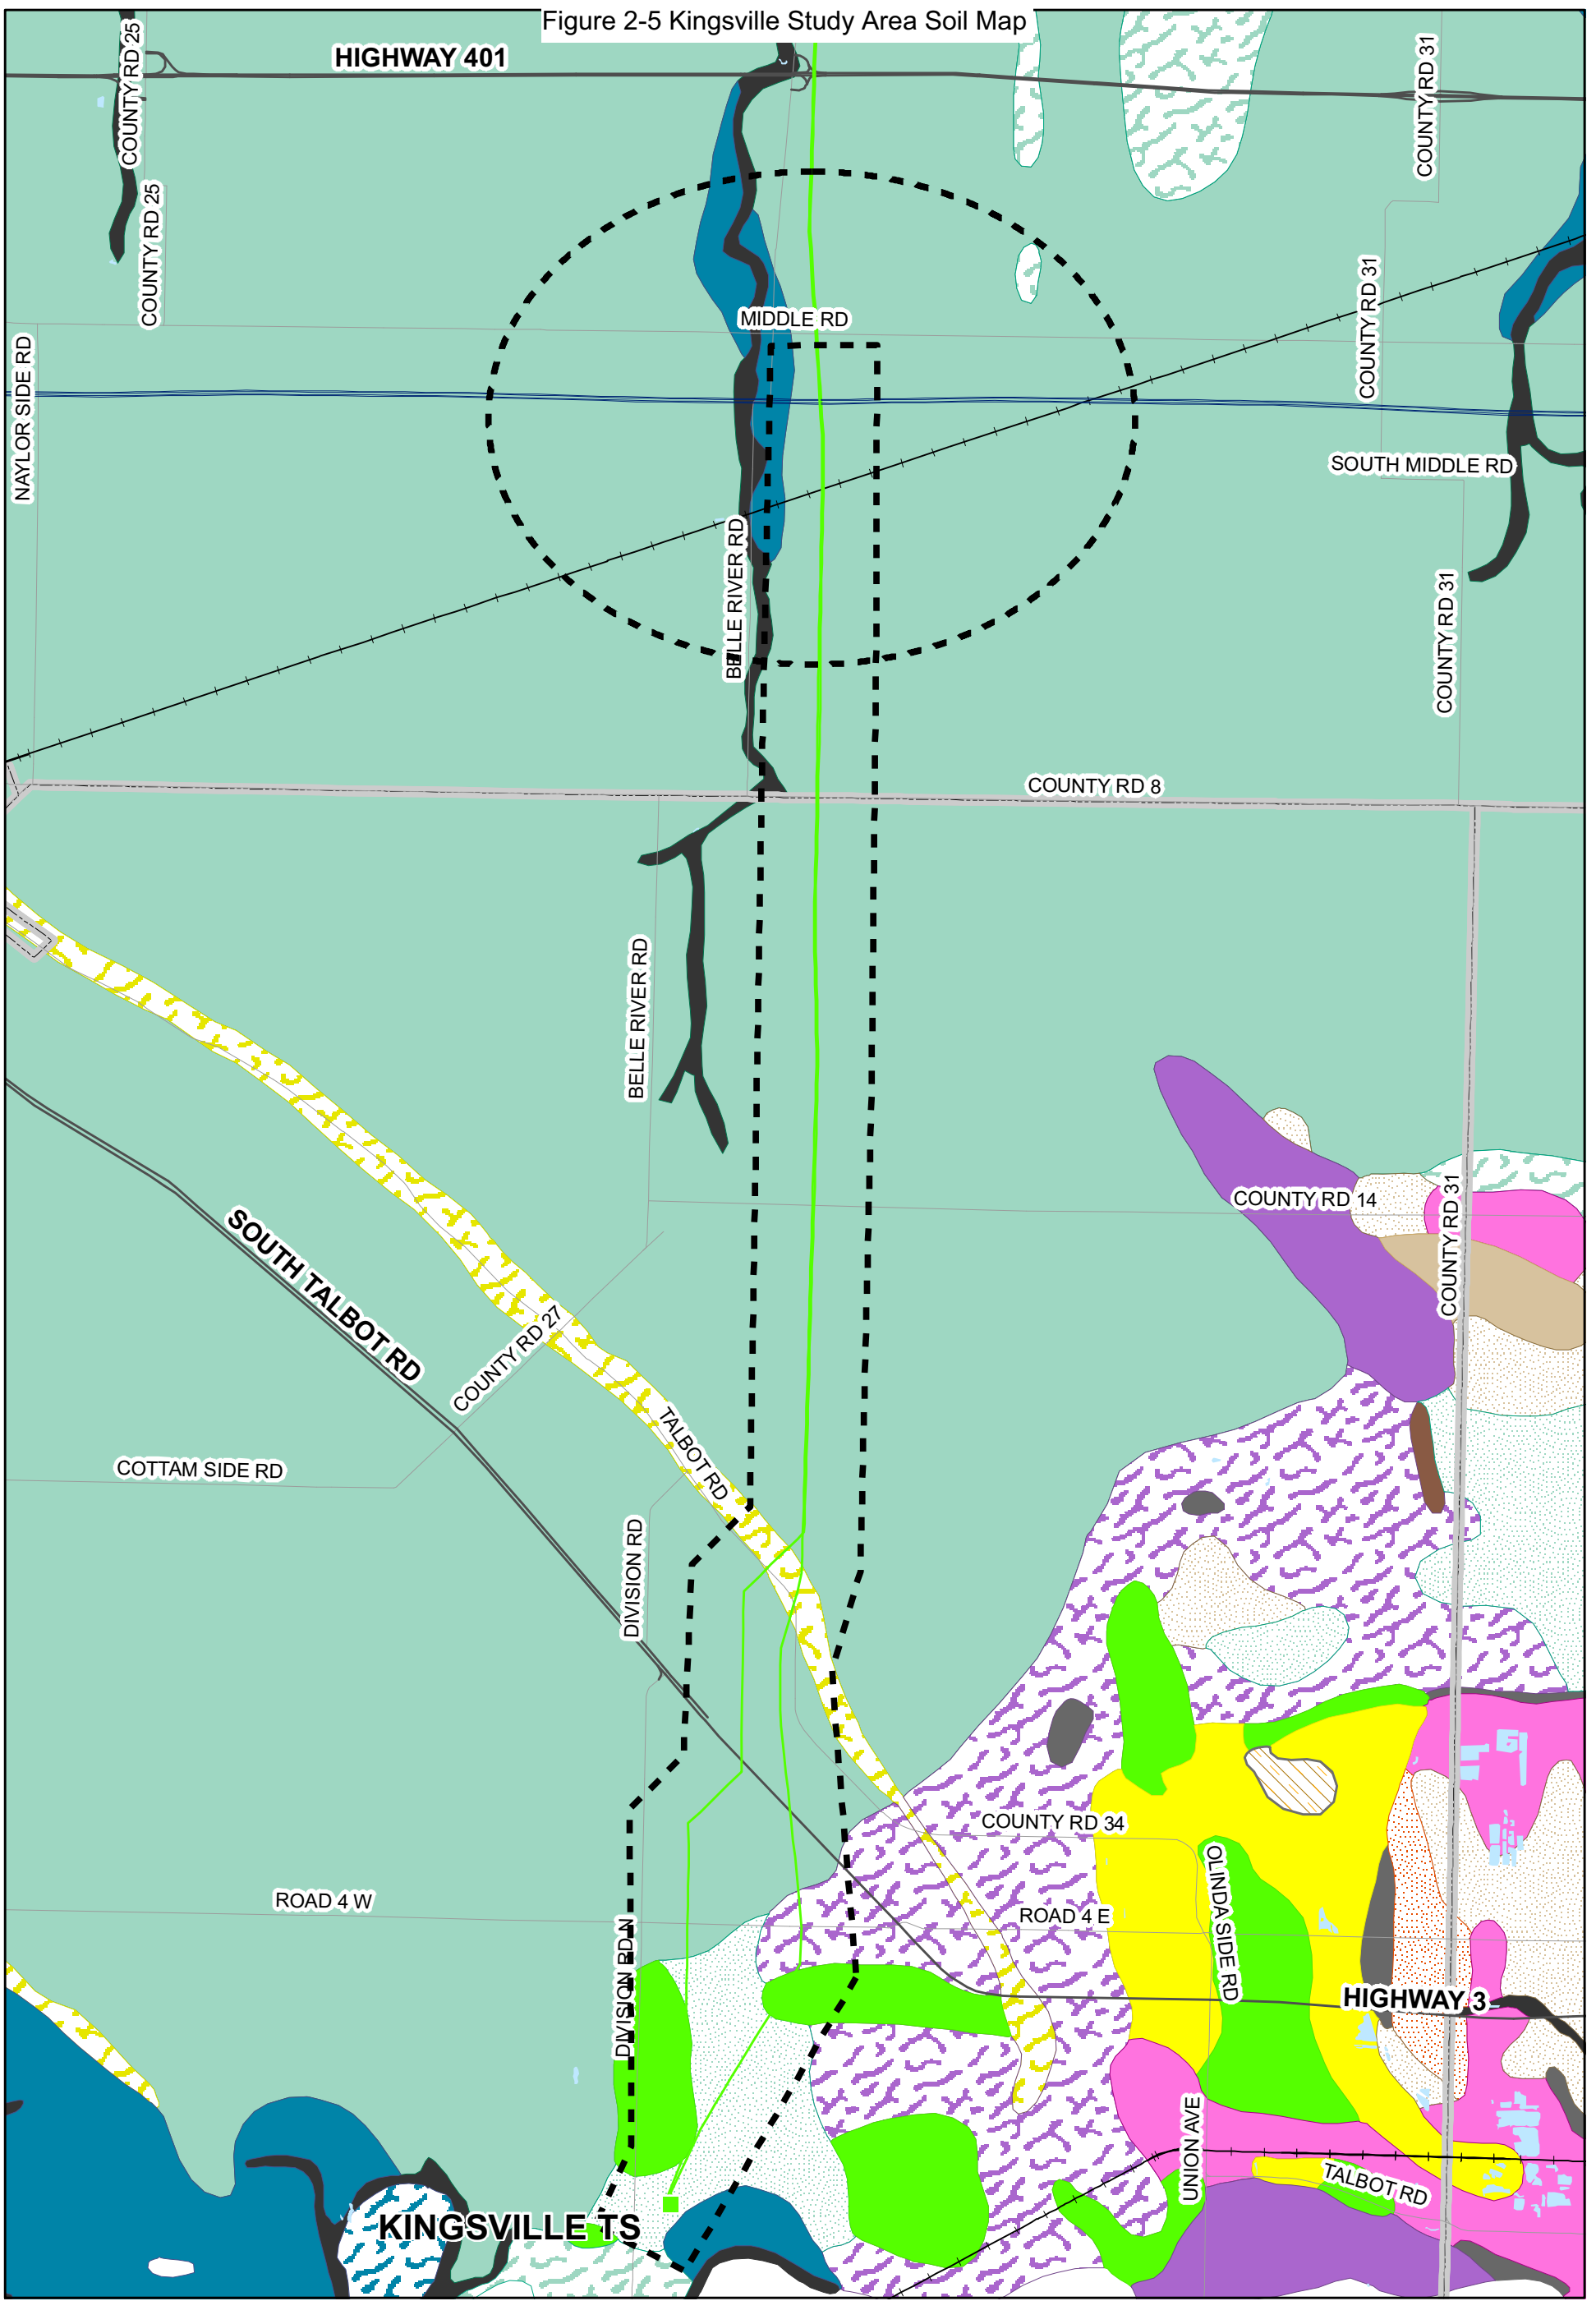 Figure 2-5 Kingsville Study Area Soil Map
COUNTY RD 25
HIGHWAY 401
COUNTY RD 31
COUNTY RD 25
COUNTY RD 31
MIDDLE RD
NAYLOR SIDE RD
SOUTH MIDDLE RD
BELLE RIVER RD
COUNTY RD 31
COUNTY RD 8
BELLE RIVER RD
COUNTY RD 14
COUNTY RD 31
SOUTH TALBOT RD
COUNTY RD 27
TALBOT RD
COTTAM SIDE RD
DIVISION RD
COUNTY RD 34
OLINDA SIDE RD
ROAD 4 W
ROAD 4 E
DIVISION RD N
HIGHWAY 3
UNION AVE
TALBOT RD
KINGSVILLE TS